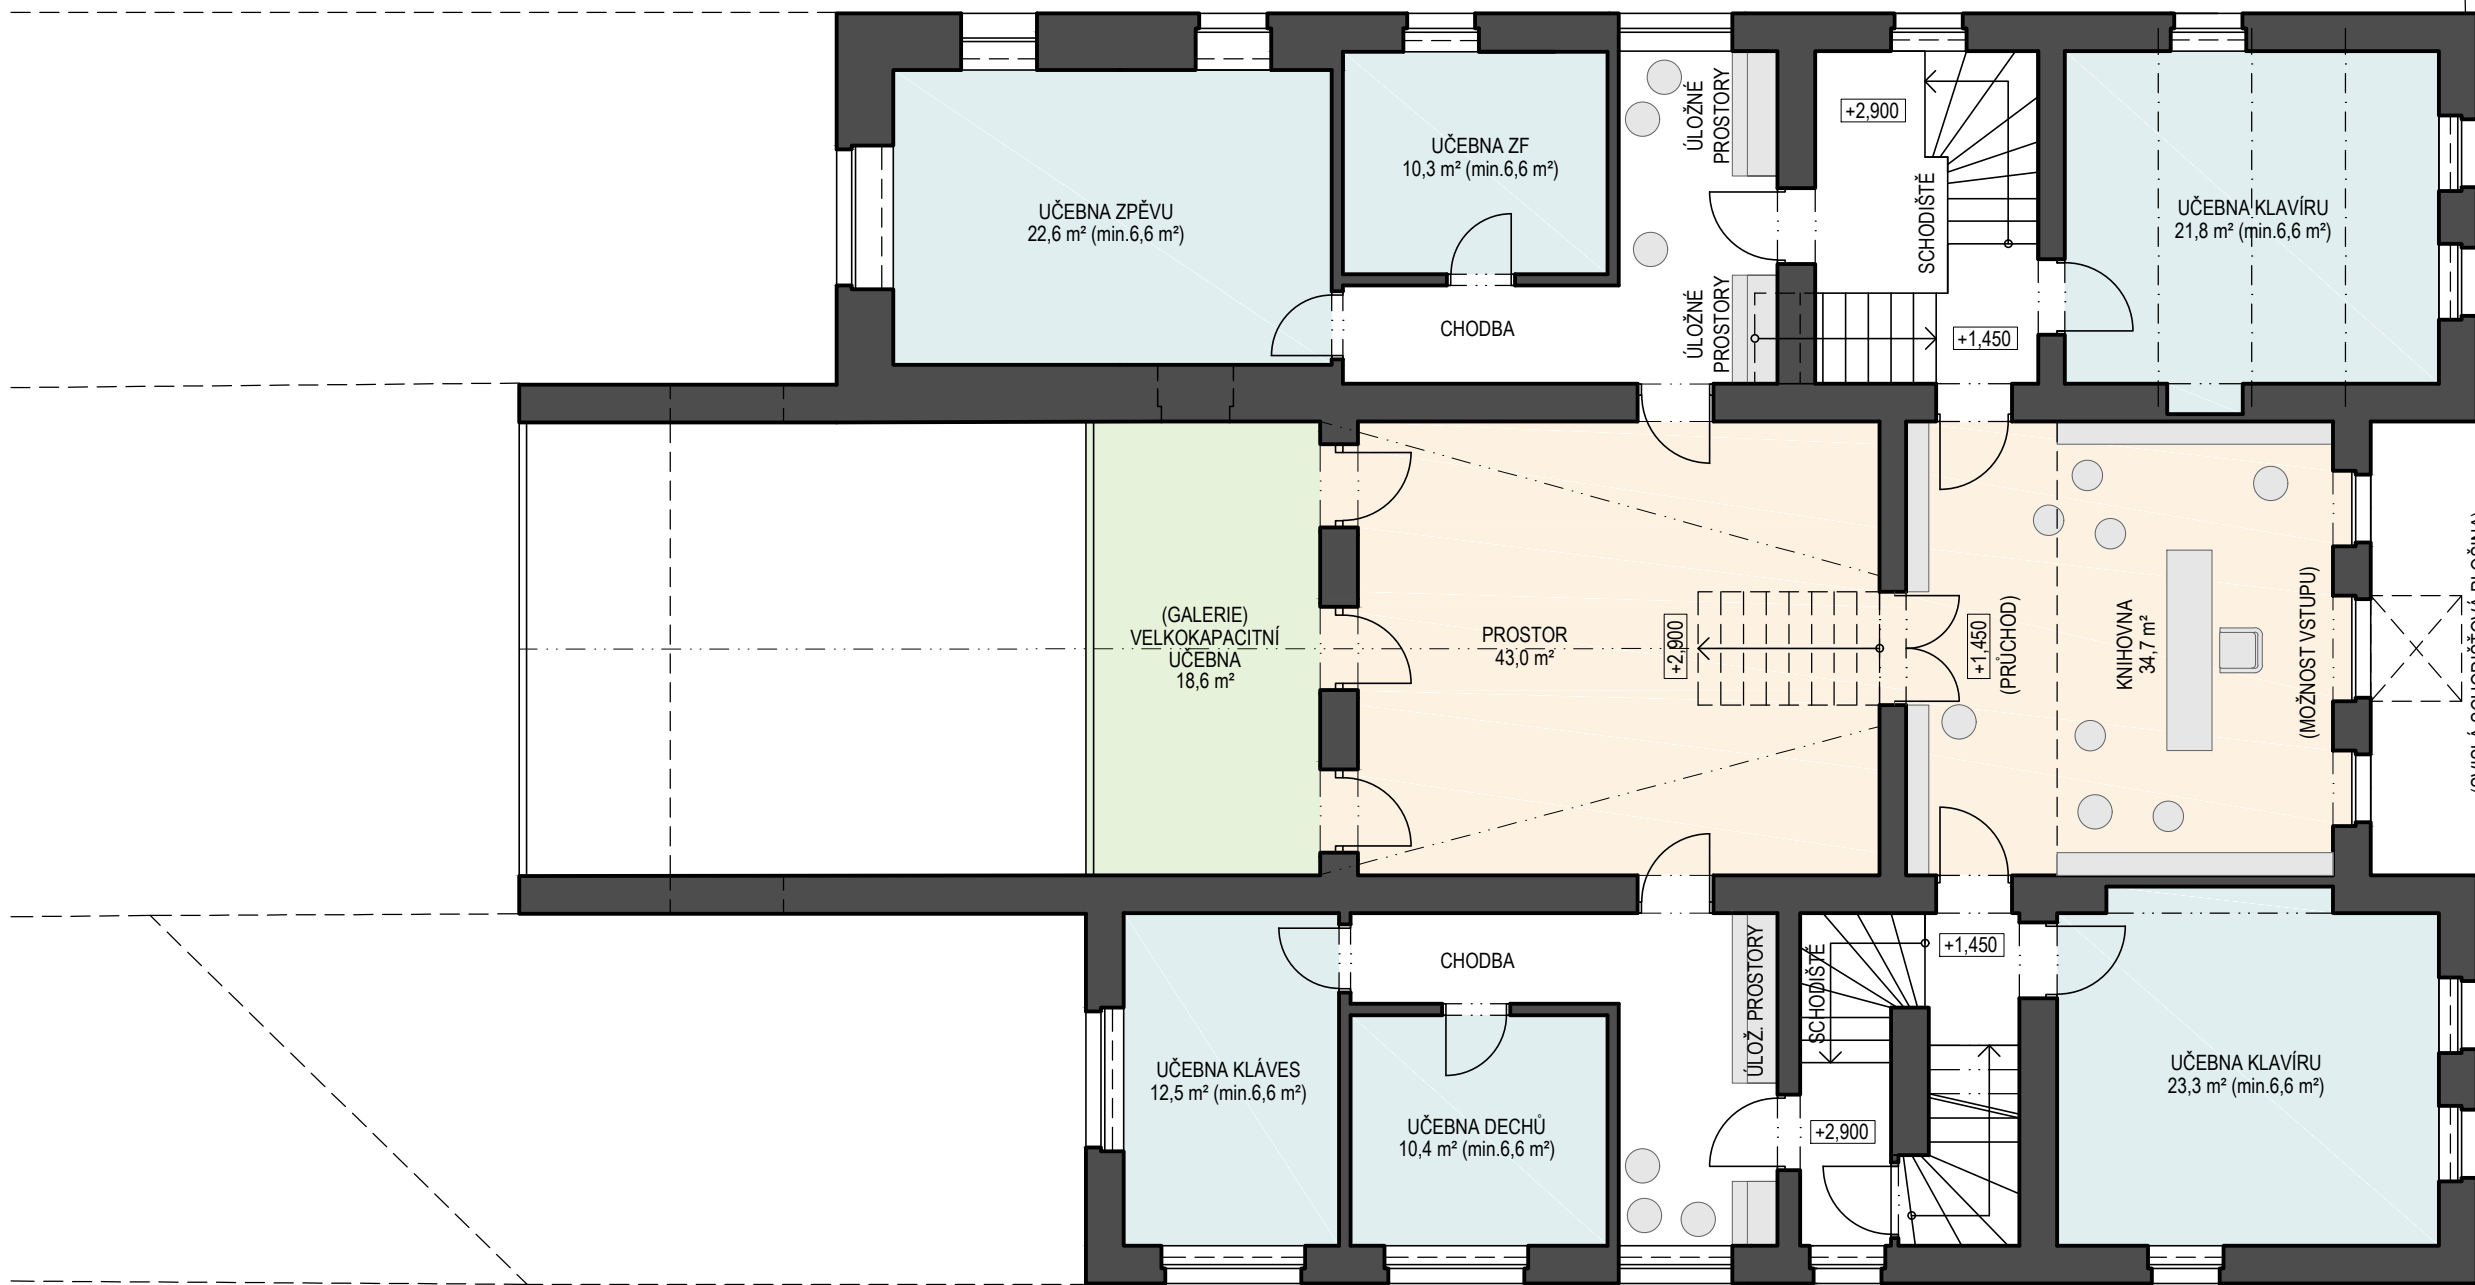 UČEBNA ZPĚVU
22,6 m² (min.6,6 m²)
UČEBNA ZF
10,3 m² (min.6,6 m²)
ÚLOŽNÉ
PROSTORY
+2,900
SCHODIŠTĚ
UČEBNA KLAVÍRU
21,8 m² (min.6,6 m²)
CHODBA
ÚLOŽNÉ
PROSTORY
+1,450
(GALERIE)
VELKOKAPACITNÍ
UČEBNA
18,6 m²
PROSTOR
43,0 m²
+2,900
+1,450
(PRŮCHOD)
KNIHOVNA
34,7 m²
(MOŽNOST VSTUPU)
CHODBA
ÚLOŽ. PROSTORY
SCHODIŠTĚ
+1,450
UČEBNA KLÁVES
12,5 m² (min.6,6 m²)
UČEBNA DECHŮ
10,4 m² (min.6,6 m²)
+2,900
UČEBNA KLAVÍRU
23,3 m² (min.6,6 m²)